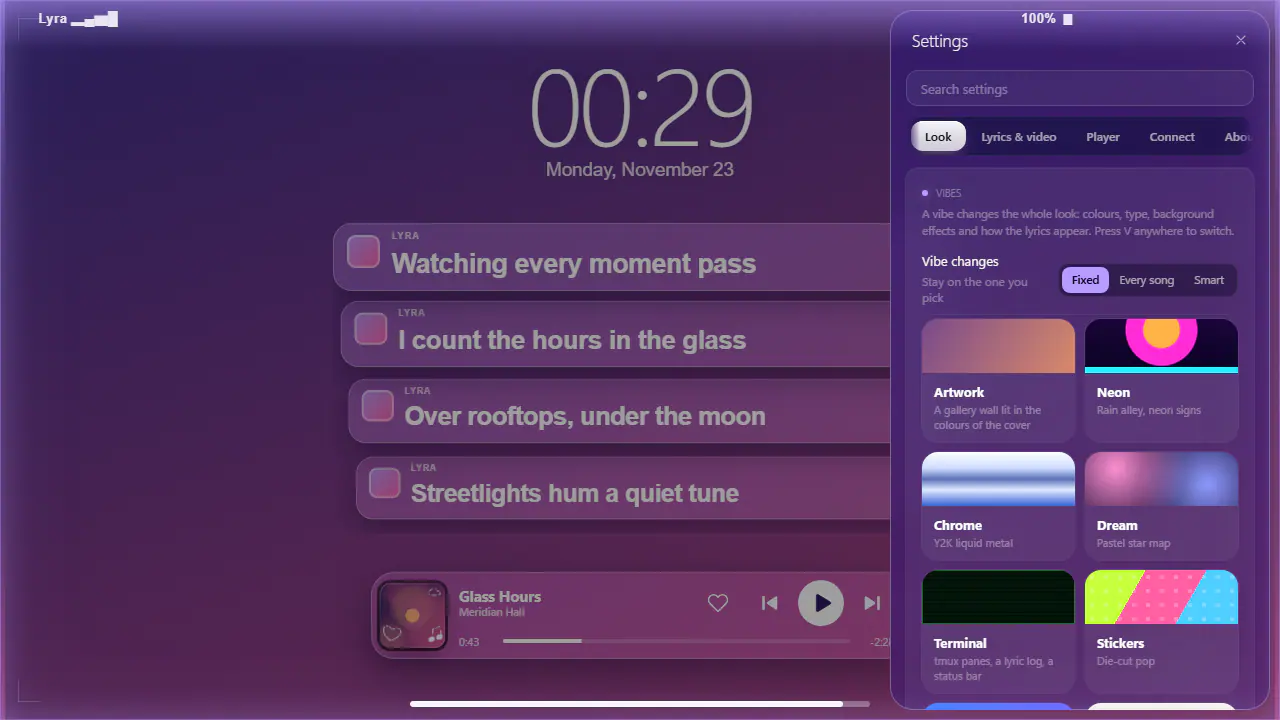 Lyra
100%
00:29
Monday, November 23
LYRA
Watching every moment pass
LYRA
I count the hours in the glass
LYRA
Over rooftops, under the moon
LYRA
Streetlights hum a quiet tune
Glass Hours
Meridian Hall
0:43
Settings
Search settings
Look
Lyrics & video
Player
Connect
VIBES
A vibe changes the whole look: colours, type, background
effects and how the lyrics appear. Press V anywhere to switch.
Vibe changes
Stay on the one you
pick
Fixed
Every song
Smart
Artwork
A gallery wall lit in the
colours of the cover
Neon
Rain alley, neon signs
Chrome
Y2K liquid metal
Dream
Pastel star map
Terminal
tmux panes, a lyric log, a
status bar
Stickers
Die-cut pop